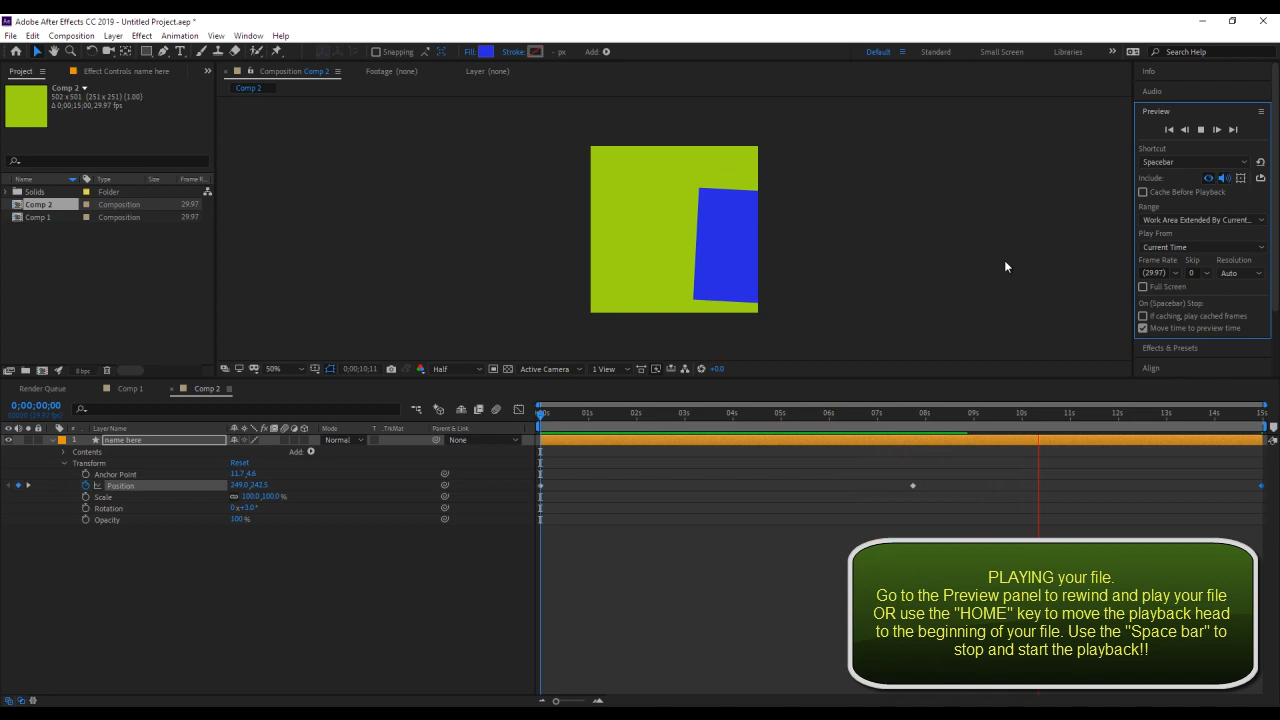 Adobe After Effects CC 2019 - Untitled Project.aep *
File Edit Composition Layer Effect Animation View Window Help
Snapping Fill: Stroke: - px Add: Default Standard Small Screen Libraries Search Help
Project Effect Controls name here Composition Comp 2 Footage (none) Layer (none) Info
Comp 2
502 x 501 (251 x 251) (1.00)
Δ 0;00;15;00, 29.97 fps
Comp 2
Audio
Preview
Shortcut
Spacebar
Include:
Cache Before Playback
Range
Work Area Extended By Current...
Play From
Current Time
Frame Rate Skip Resolution
(29.97) 0 Auto
Full Screen
On (Spacebar) Stop:
If caching, play cached frames
Move time to preview time
Effects & Presets
Align
Name Type Size Frame R...
Solids Folder
Comp 2 Composition 29.97
Comp 1 Composition 29.97
8 bpc
50% 0;00;10;11 Half Active Camera 1 View +0.0
Render Queue Comp 1 Comp 2
0;00;00;00
00000 (29.97 fps)
:00s 01s 02s 03s 04s 05s 06s 07s 08s 09s 10s 11s 12s 13s 14s 15s
# Layer Name Mode T .TrkMat Parent & Link
1 name here Normal None
Contents Add:
Transform Reset
Anchor Point 11.7,4.6
Position 249.0,242.5
Scale 100.0,100.0%
Rotation 0x+3.0°
Opacity 100%
PLAYING your file.
Go to the Preview panel to rewind and play your file
OR use the "HOME" key to move the playback head
to the beginning of your file. Use the "Space bar" to
stop and start the playback!!